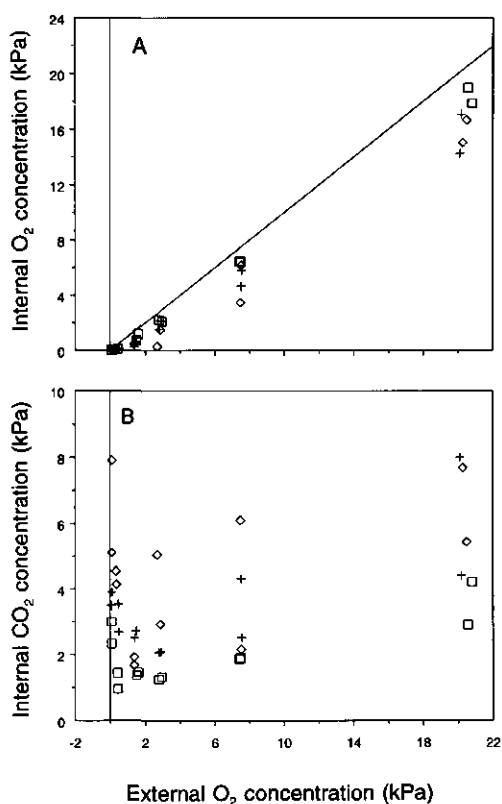 24
20
16
12
8
4
0
Internal O₂ concentration (kPa)
A
10
8
6
4
2
0
Internal CO₂ concentration (kPa)
B
-2 2 6 10 14 18 22
External O₂ concentration (kPa)